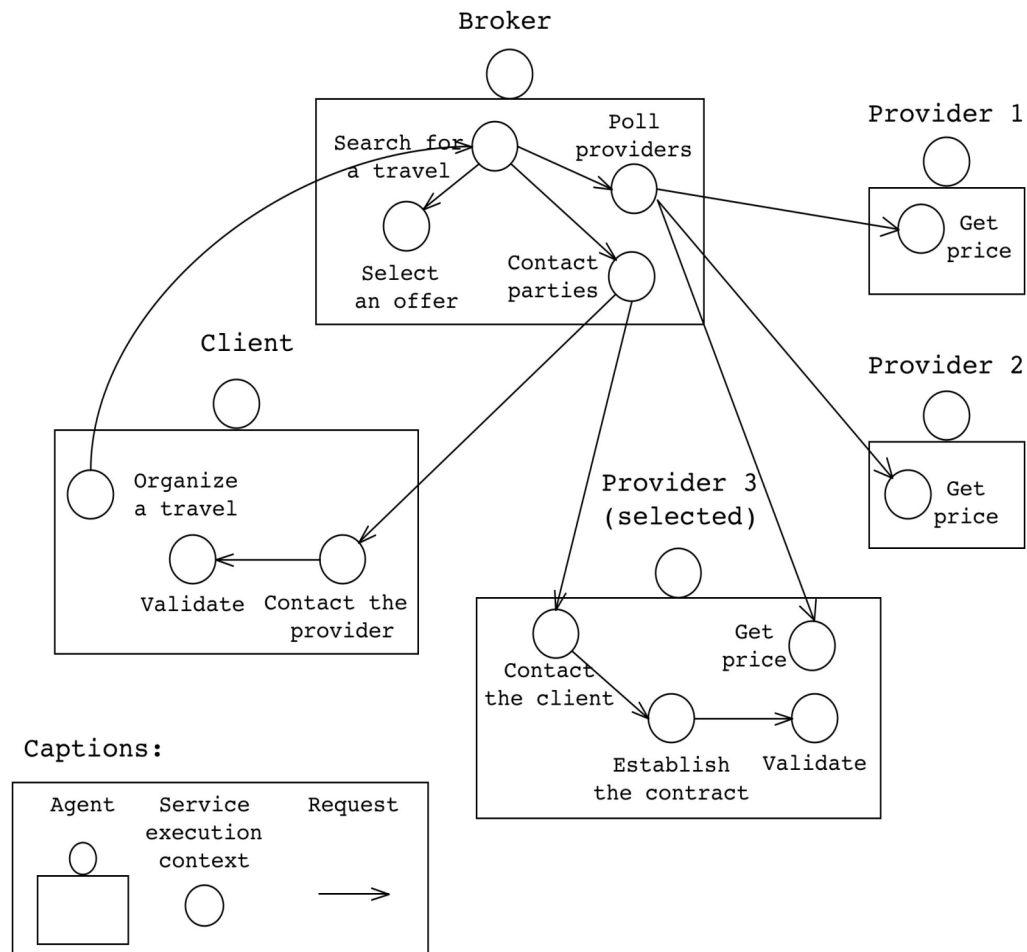 Broker
Search for
a travel
Poll
providers
Select
an offer
Contact
parties
Provider 1
Get
price
Client
Organize
a travel
Validate
Contact the
provider
Provider 2
Get
price
Provider 3
(selected)
Contact
the client
Get
price
Establish
the contract
Validate
Captions:
Agent
Service
execution
context
Request